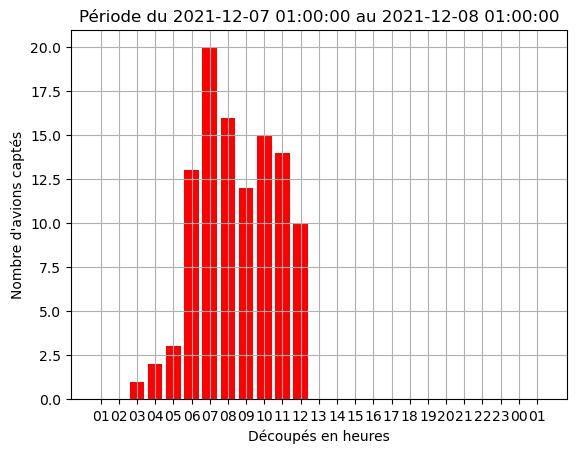 Période du 2021-12-07 01:00:00 au 2021-12-08 01:00:00
20.0
17.5
15.0
12.5
10.0
7.5
5.0
2.5
0.0
Nombre d'avions captés
01 02 03 04 05 06 07 08 09 10 11 12 13 14 15 16 17 18 19 20 21 22 23 00 01
Découpés en heures